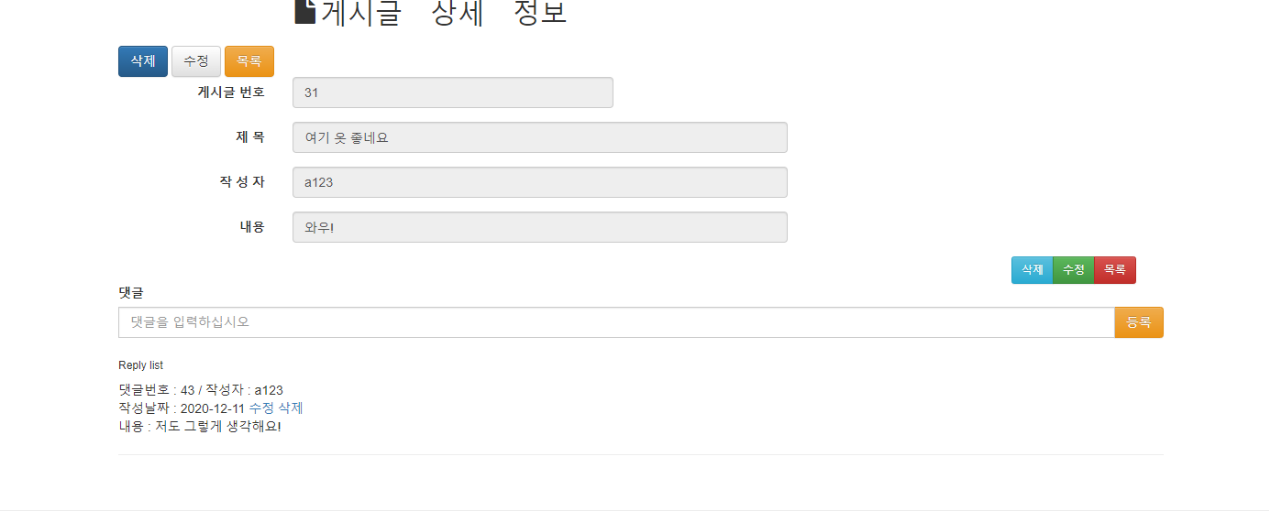 게시글 상세 정보
삭제 수정 목록
게시글 번호 31
제 목 여기 옷 좋네요
작 성 자 a123
내용 와우!
삭제 수정 목록
댓글
댓글을 입력하십시오 등록
Reply list
댓글번호 : 43 / 작성자 : a123
작성날짜 : 2020-12-11 수정 삭제
내용 : 저도 그렇게 생각해요!